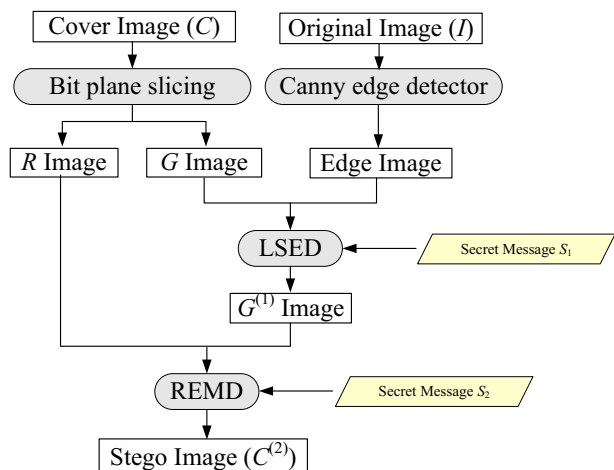 Cover Image (C)
Original Image (I)
Bit plane slicing
Canny edge detector
R Image
G Image
Edge Image
LSED
Secret Message S₁
G⁽¹⁾ Image
REMD
Secret Message S₂
Stego Image (C⁽²⁾)